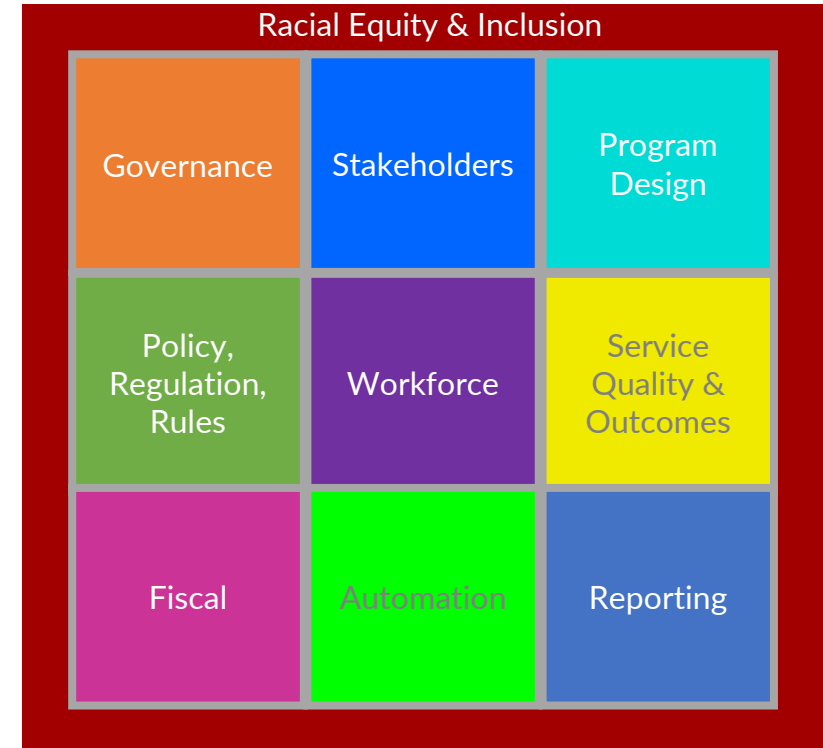 Racial Equity & Inclusion
Governance
Stakeholders
Program
Design
Policy,
Regulation,
Rules
Workforce
Service
Quality &
Outcomes
Fiscal
Automation
Reporting